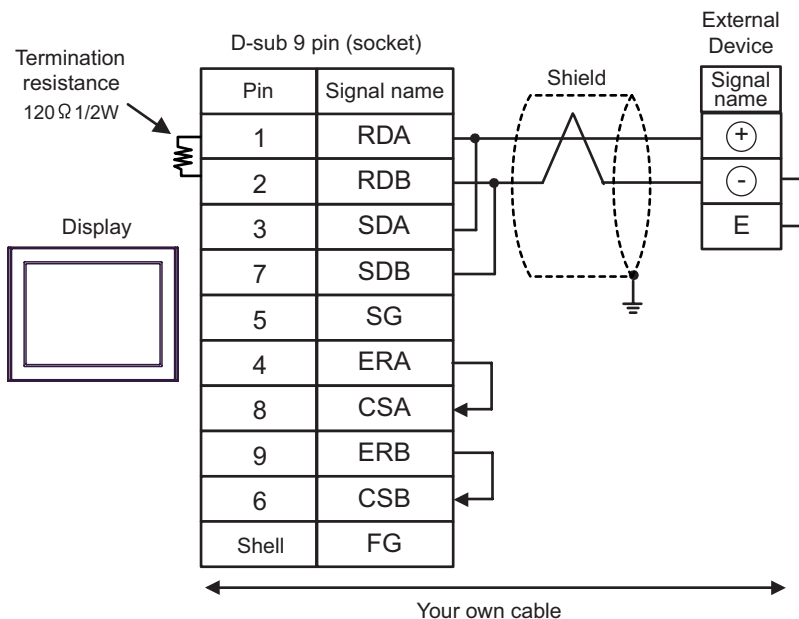 External
Device
D-sub 9 pin (socket)
Termination
resistance
120Ω 1/2W
Shield
Pin Signal name
Signal
name
1 RDA
+
2 RDB
-
3 SDA
E
Display
7 SDB
5 SG
4 ERA
8 CSA
9 ERB
6 CSB
Shell FG
Your own cable